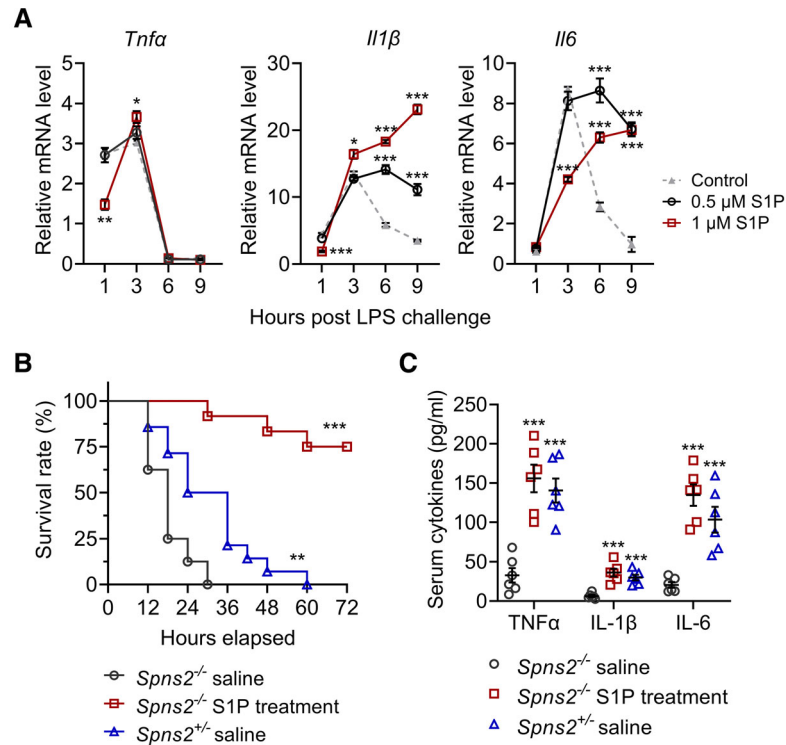 A
Tnfα
Il1β
Il6
Relative mRNA level
5
4
3
2
1
0
*
**
1 3 6 9
Relative mRNA level
30
20
10
0
*
***
***
***
***
***
1 3 6 9
Relative mRNA level
10
8
6
4
2
0
***
***
***
***
***
1 3 6 9
Control
0.5 μM S1P
1 μM S1P
Hours post LPS challenge
B
Survival rate (%)
100
75
50
25
0
***
**
0 12 24 36 48 60 72
Hours elapsed
Spns2-/- saline
Spns2-/- S1P treatment
Spns2+/- saline
C
Serum cytokines (pg/ml)
250
200
150
100
50
0
***
***
***
***
***
***
TNFα IL-1β IL-6
Spns2-/- saline
Spns2-/- S1P treatment
Spns2+/- saline